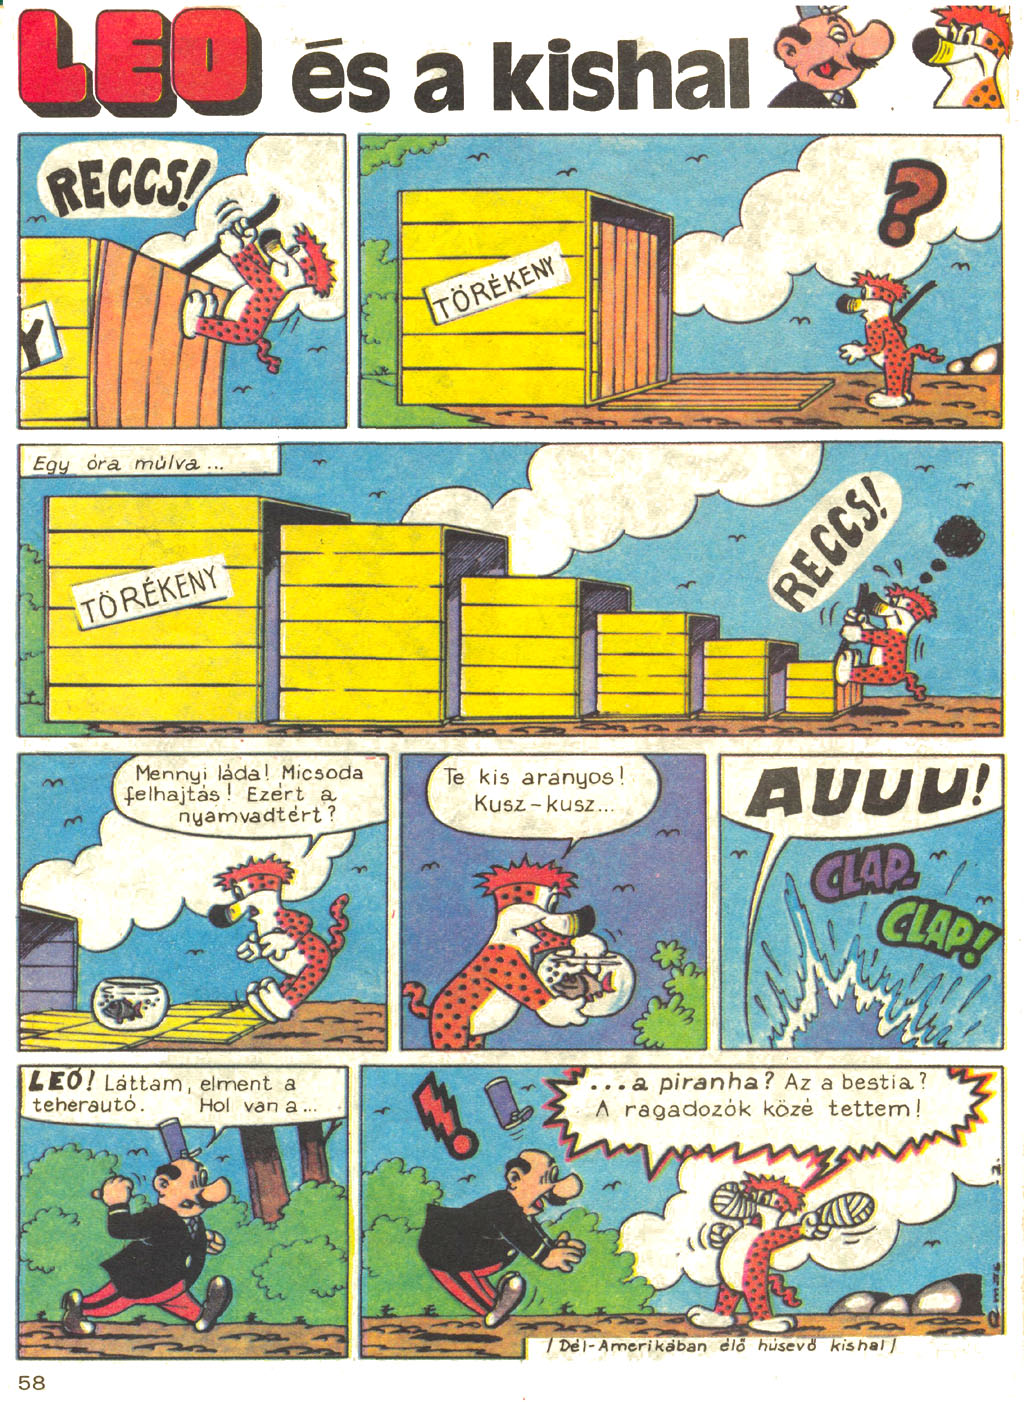 LEO és a kishal
RECCS!
Y
?
TÖRÉKENY
Egy óra múlva...
TÖRÉKENY
RECCS!
Mennyi láda! Micsoda
felhajtás! Ezért a
nyamvadtért?
Te kis aranyos!
Kusz-kusz...
AUUU!
CLAP.
CLAP!
LEÓ! Láttam, elment a
teherautó. Hol van a...
!
...a piranha? Az a bestia?
A ragadozók közé tettem!
/Dél-Amerikában élő húsevő kishal/
58